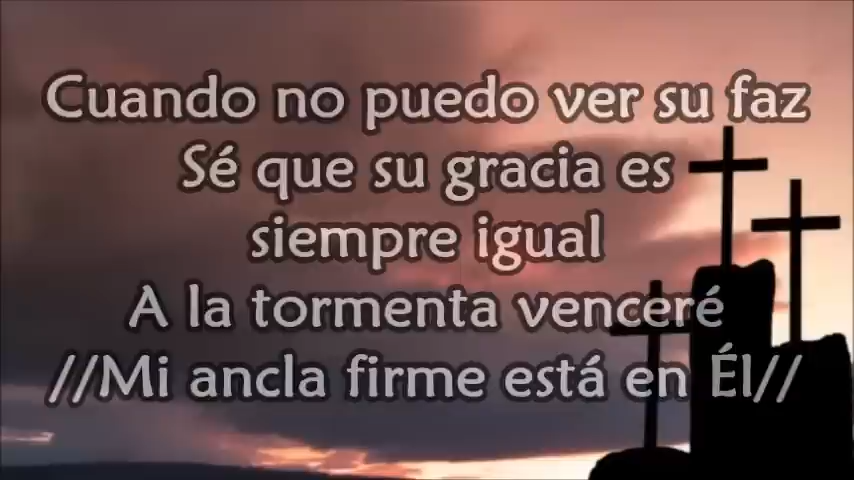 Cuando no puedo ver su faz
Sé que su gracia es
siempre igual
A la tormenta venceré
//Mi ancla firme está en Él//